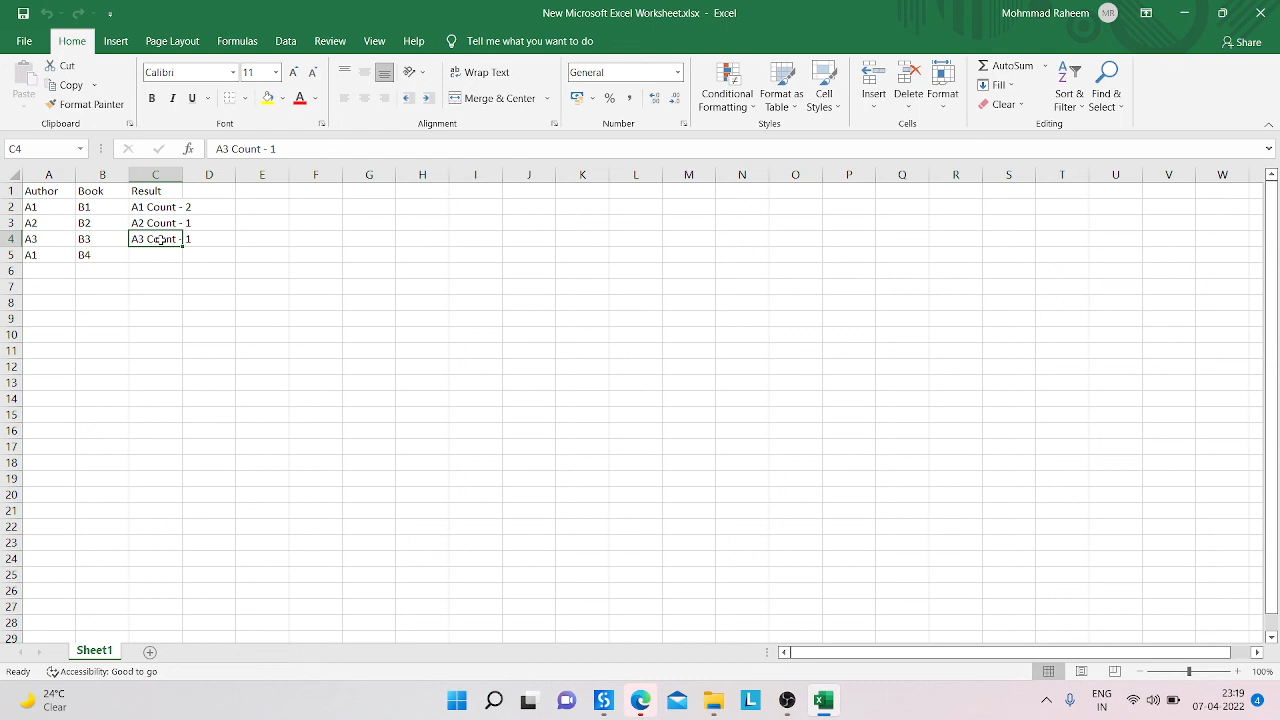 New Microsoft Excel Worksheet.xlsx - Excel
Mohmmad Raheem MR
File Home Insert Page Layout Formulas Data Review View Help Tell me what you want to do Share
Paste
Cut
Copy
Format Painter
Clipboard
Calibri 11
B I U A
Font
Wrap Text
Merge & Center
Alignment
General
%
Number
Conditional Formatting
Format as Table
Cell Styles
Styles
Insert Delete Format
Cells
AutoSum
Fill
Clear
Sort & Filter
Find & Select
Editing
C4 fx A3 Count - 1
A B C D E F G H I J K L M N O P Q R S T U V W
1 Author Book Result
2 A1 B1 A1 Count - 2
3 A2 B2 A2 Count - 1
4 A3 B3 A3 Count - 1
5 A1 B4
6
7
8
9
10
11
12
13
14
15
16
17
18
19
20
21
22
23
24
25
26
27
28
29
Sheet1
Ready Accessibility: Good to go 100%
24°C
Clear
ENG
IN
23:19
07-04-2022
4